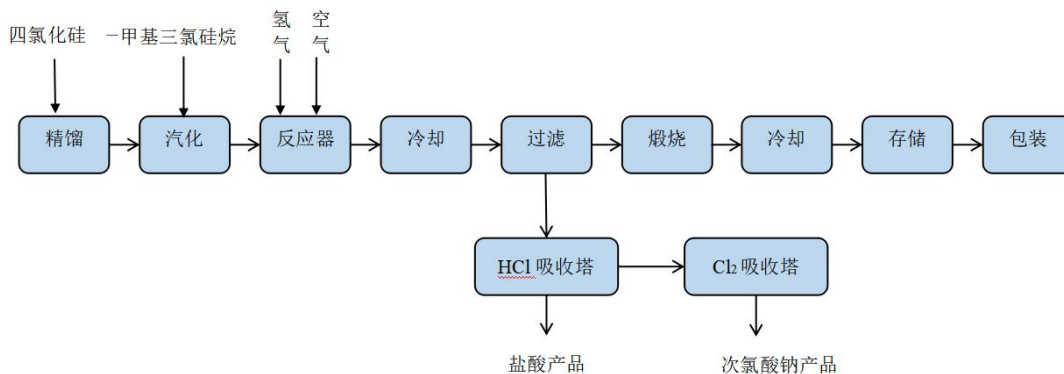 四氯化硅
一甲基三氯硅烷
氢气
空气
精馏
汽化
反应器
冷却
过滤
煅烧
冷却
存储
包装
HCl 吸收塔
Cl₂ 吸收塔
盐酸产品
次氯酸钠产品